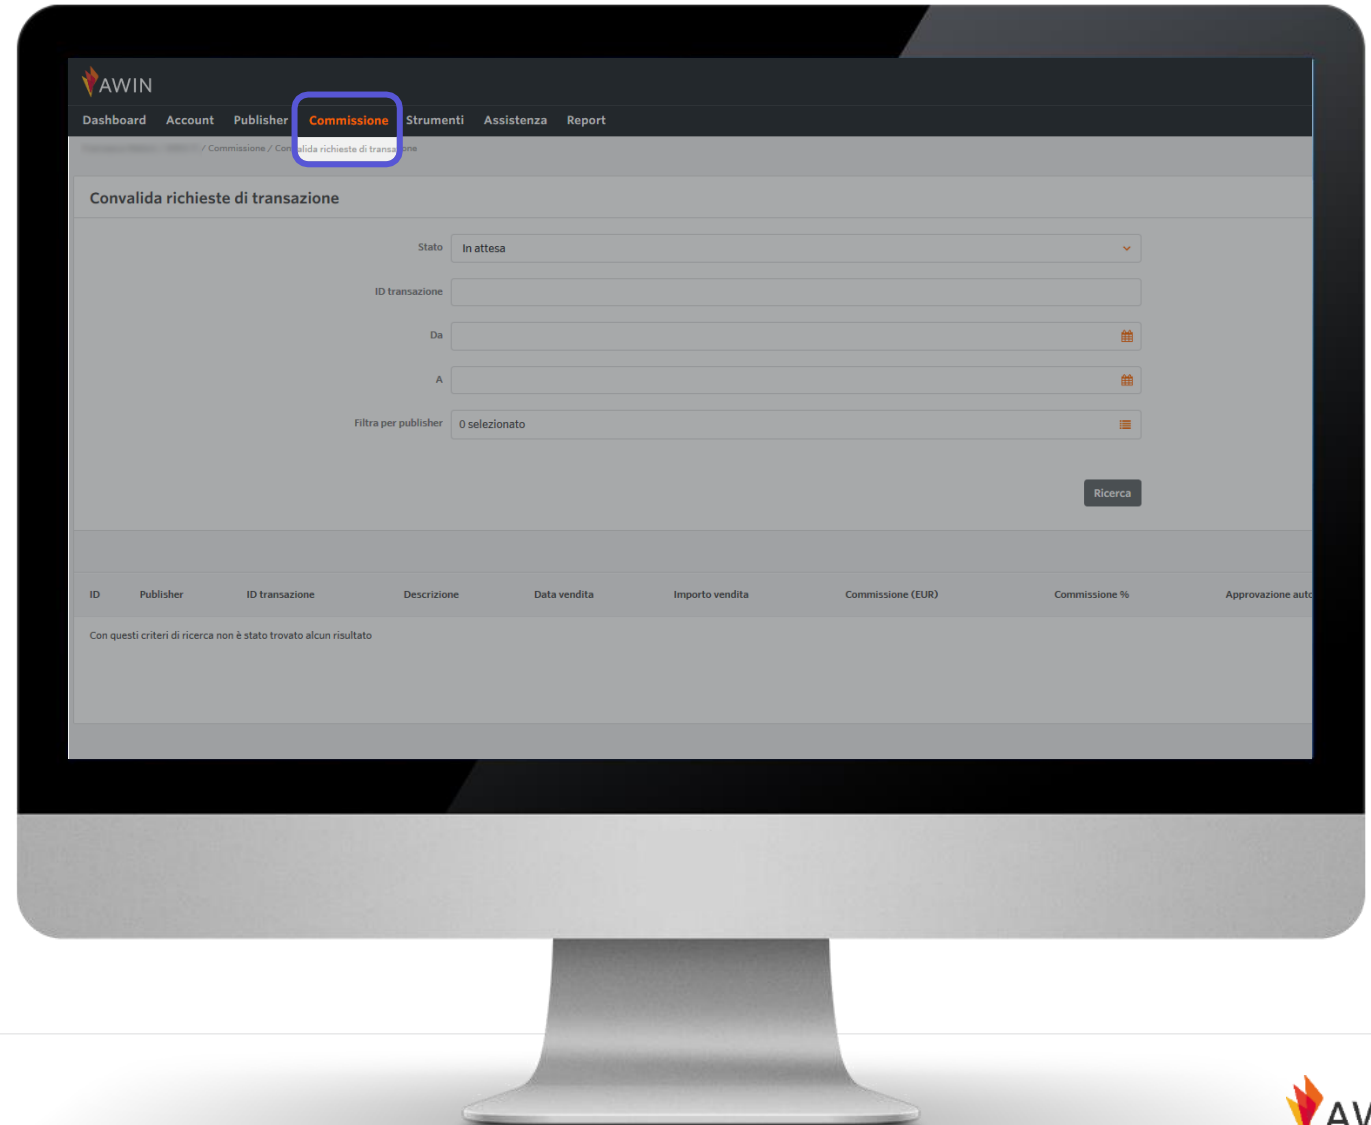 AWIN
Dashboard Account Publisher Commissione Strumenti Assistenza Report
/ Commissione / Convalida richieste di transazione
Convalida richieste di transazione
Stato In attesa
ID transazione
Da
A
Filtra per publisher 0 selezionato
Ricerca
ID Publisher ID transazione Descrizione Data vendita Importo vendita Commissione (EUR) Commissione % Approvazione auto
Con questi criteri di ricerca non è stato trovato alcun risultato
AW